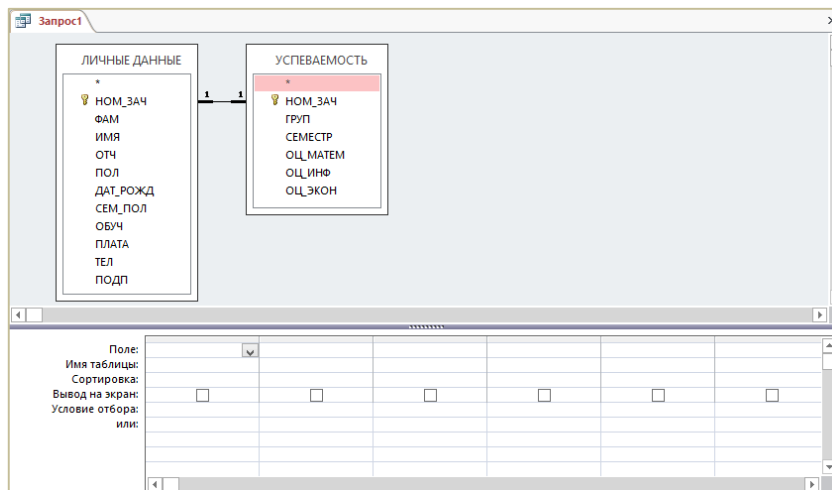 Запрос1
ЛИЧНЫЕ ДАННЫЕ
*
НОМ_ЗАЧ
ФАМ
ИМЯ
ОТЧ
ПОЛ
ДАТ_РОЖД
СЕМ_ПОЛ
ОБУЧ
ПЛАТА
ТЕЛ
ПОДП
1 1
УСПЕВАЕМОСТЬ
*
НОМ_ЗАЧ
ГРУП
СЕМЕСТР
ОЦ_МАТЕМ
ОЦ_ИНФ
ОЦ_ЭКОН
Поле:
Имя таблицы:
Сортировка:
Вывод на экран:
Условие отбора:
или: